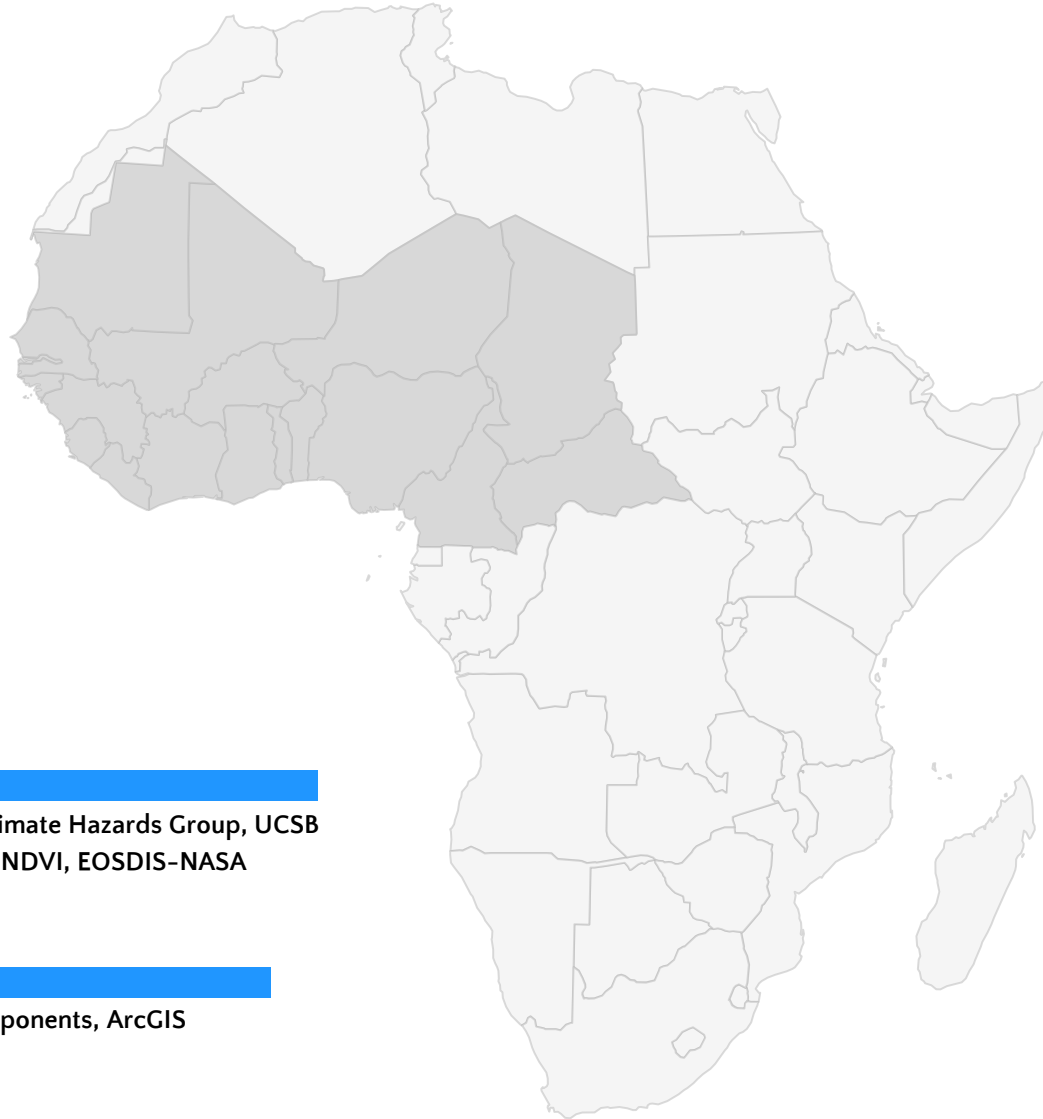 imate Hazards Group, UCSB
NDVI, EOSDIS-NASA
ponents, ArcGIS